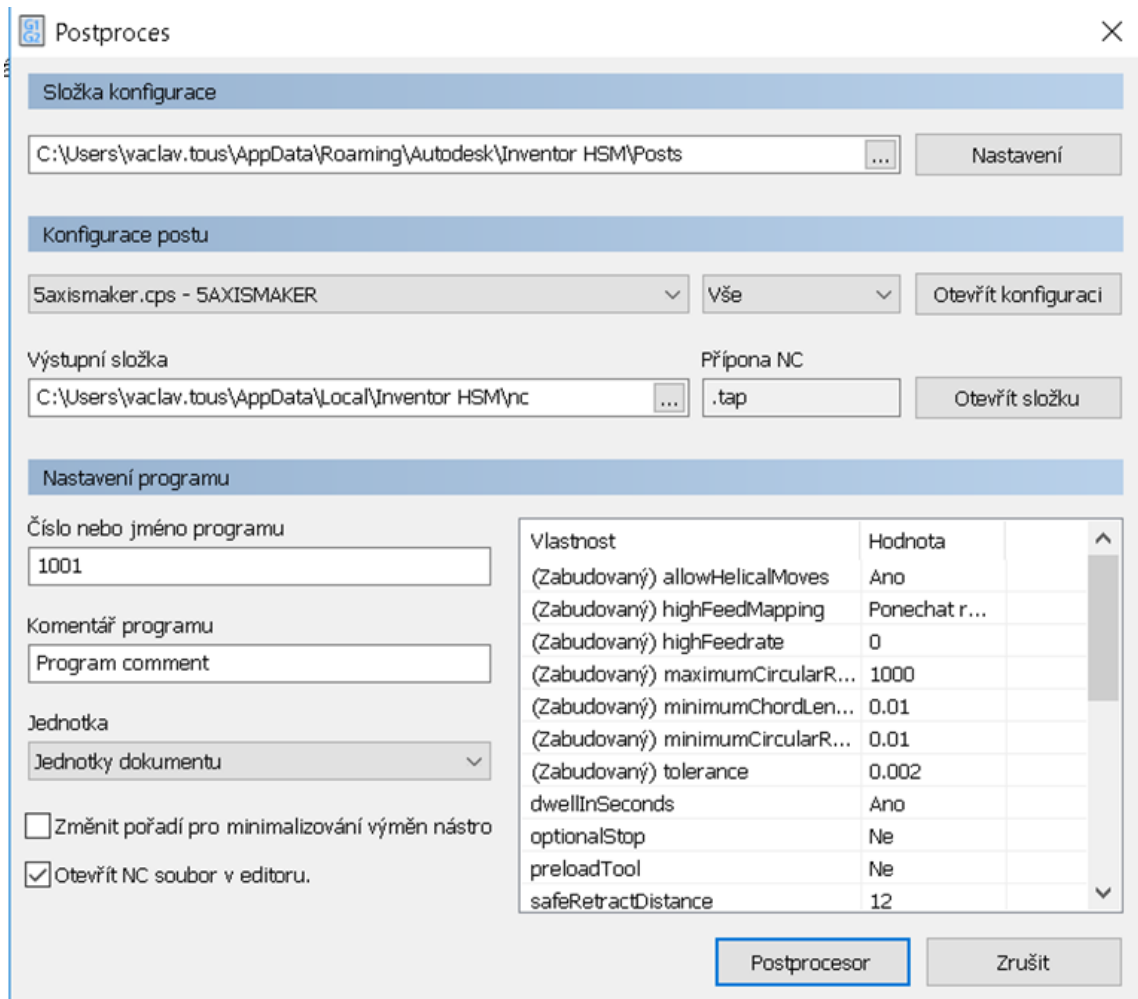 G1
G2
Postproces
Složka konfigurace
C:\Users\vaclav.tous\AppData\Roaming\Autodesk\Inventor HSM\Posts ... Nastavení
Konfigurace postu
5axismaker.cps - 5AXISMAKER Vše Otevřít konfiguraci
Výstupní složka Přípona NC
C:\Users\vaclav.tous\AppData\Local\Inventor HSM\nc ... .tap Otevřít složku
Nastavení programu
Číslo nebo jméno programu
1001
Komentář programu
Program comment
Jednotka
Jednotky dokumentu
Změnit pořadí pro minimalizování výměn nástro
Otevřít NC soubor v editoru.
Vlastnost Hodnota
(Zabudovaný) allowHelicalMoves Ano
(Zabudovaný) highFeedMapping Ponechat r...
(Zabudovaný) highFeedrate 0
(Zabudovaný) maximumCircularR... 1000
(Zabudovaný) minimumChordLen... 0.01
(Zabudovaný) minimumCircularR... 0.01
(Zabudovaný) tolerance 0.002
dwellInSeconds Ano
optionalStop Ne
preloadTool Ne
safeRetractDistance 12
Postprocesor Zrušit